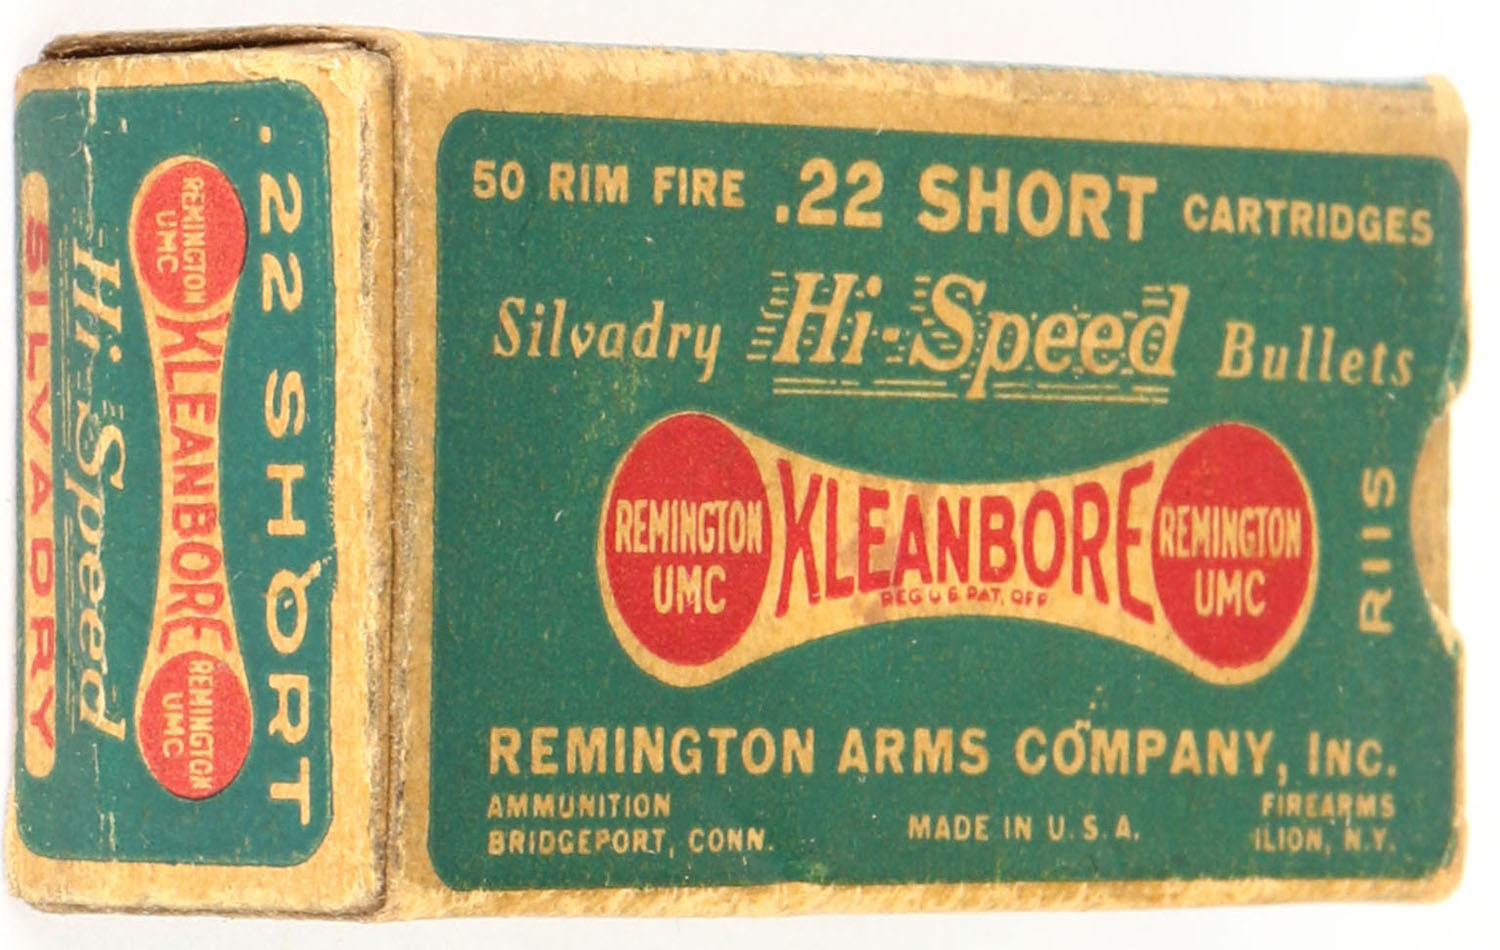 .22 SHORT
REMINGTON
UMC
KLEANBORE
REMINGTON
UMC
Hi-Speed
SILVADRY
50 RIM FIRE .22 SHORT CARTRIDGES
Silvadry Hi-Speed Bullets
REMINGTON
UMC
KLEANBORE
REG U S PAT. OFF
REMINGTON
UMC
R11S
REMINGTON ARMS COMPANY, INC.
AMMUNITION
BRIDGEPORT, CONN.
MADE IN U.S.A.
FIREARMS
ILION, N.Y.